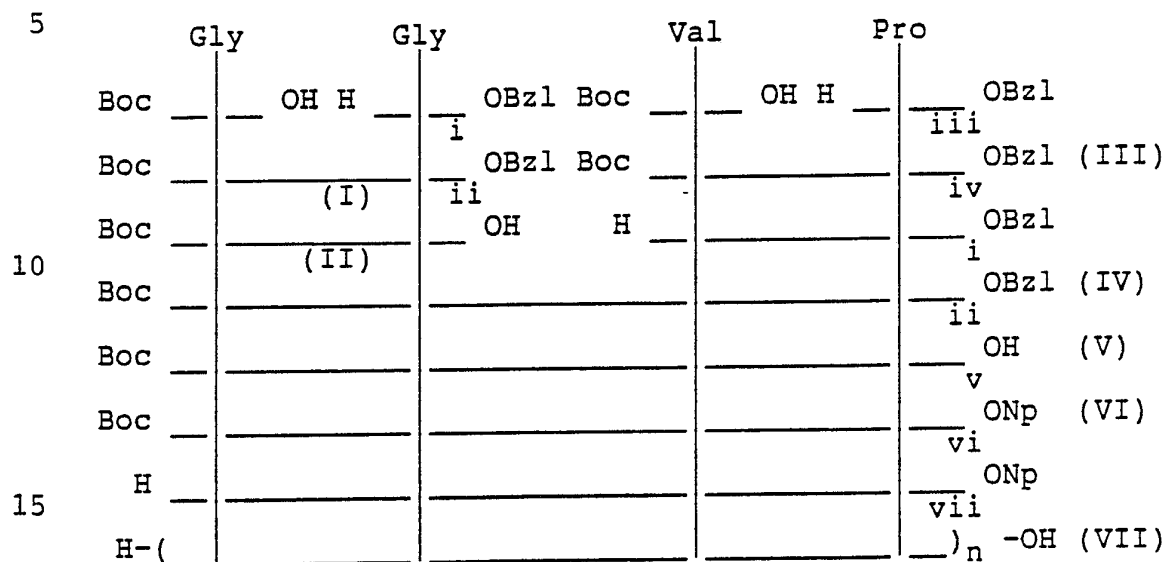 5 Gly Gly Val Pro
Boc OH H OBzl Boc OH H OBzl
i iii
Boc OBzl Boc OBzl (III)
(I) ii iv
Boc OH H OBzl
10 (II) i
Boc OBzl (IV)
ii
Boc OH (V)
v
Boc ONp (VI)
vi
H ONp
15 vii
H-( )n -OH (VII)